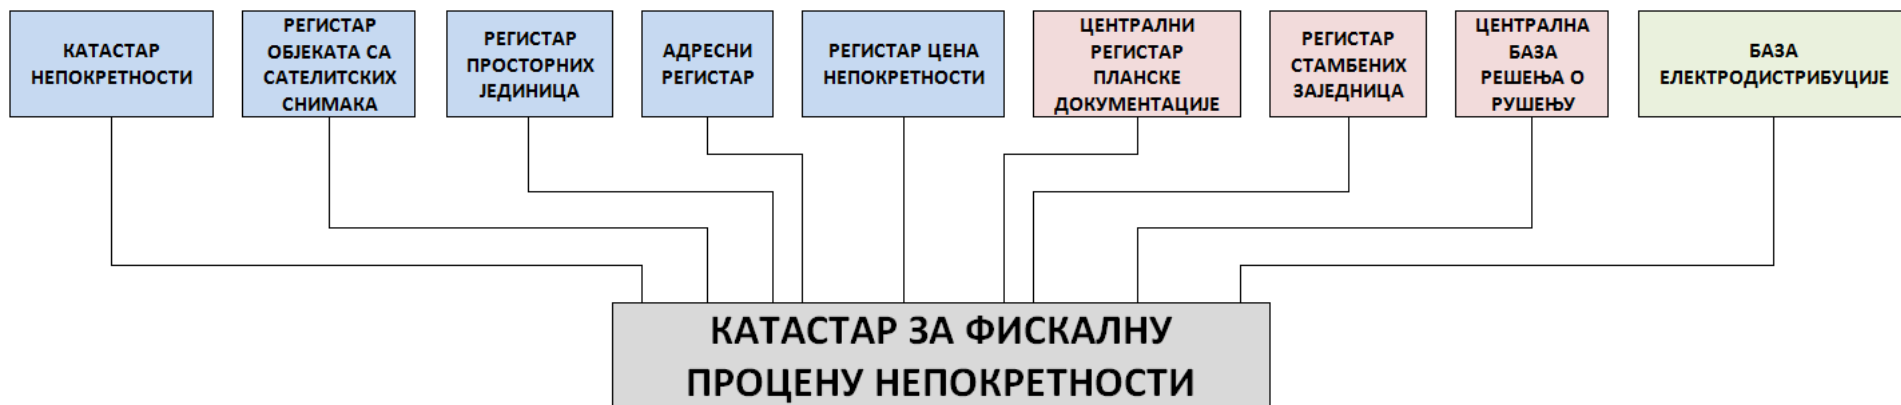 КАТАСТАР
НЕПОКРЕТНОСТИ
РЕГИСТАР
ОБЈЕКАТА СА
САТЕЛИТСКИХ
СНИМАКА
РЕГИСТАР
ПРОСТОРНИХ
ЈЕДИНИЦА
АДРЕСНИ
РЕГИСТАР
РЕГИСТАР ЦЕНА
НЕПОКРЕТНОСТИ
ЦЕНТРАЛНИ
РЕГИСТАР
ПЛАНСКЕ
ДОКУМЕНТАЦИЈЕ
РЕГИСТАР
СТАМБЕНИХ
ЗАЈЕДНИЦА
ЦЕНТРАЛНА
БАЗА
РЕШЕЊА О
РУШЕЊУ
БАЗА
ЕЛЕКТРОДИСТРИБУЦИЈЕ
КАТАСТАР ЗА ФИСКАЛНУ
ПРОЦЕНУ НЕПОКРЕТНОСТИ